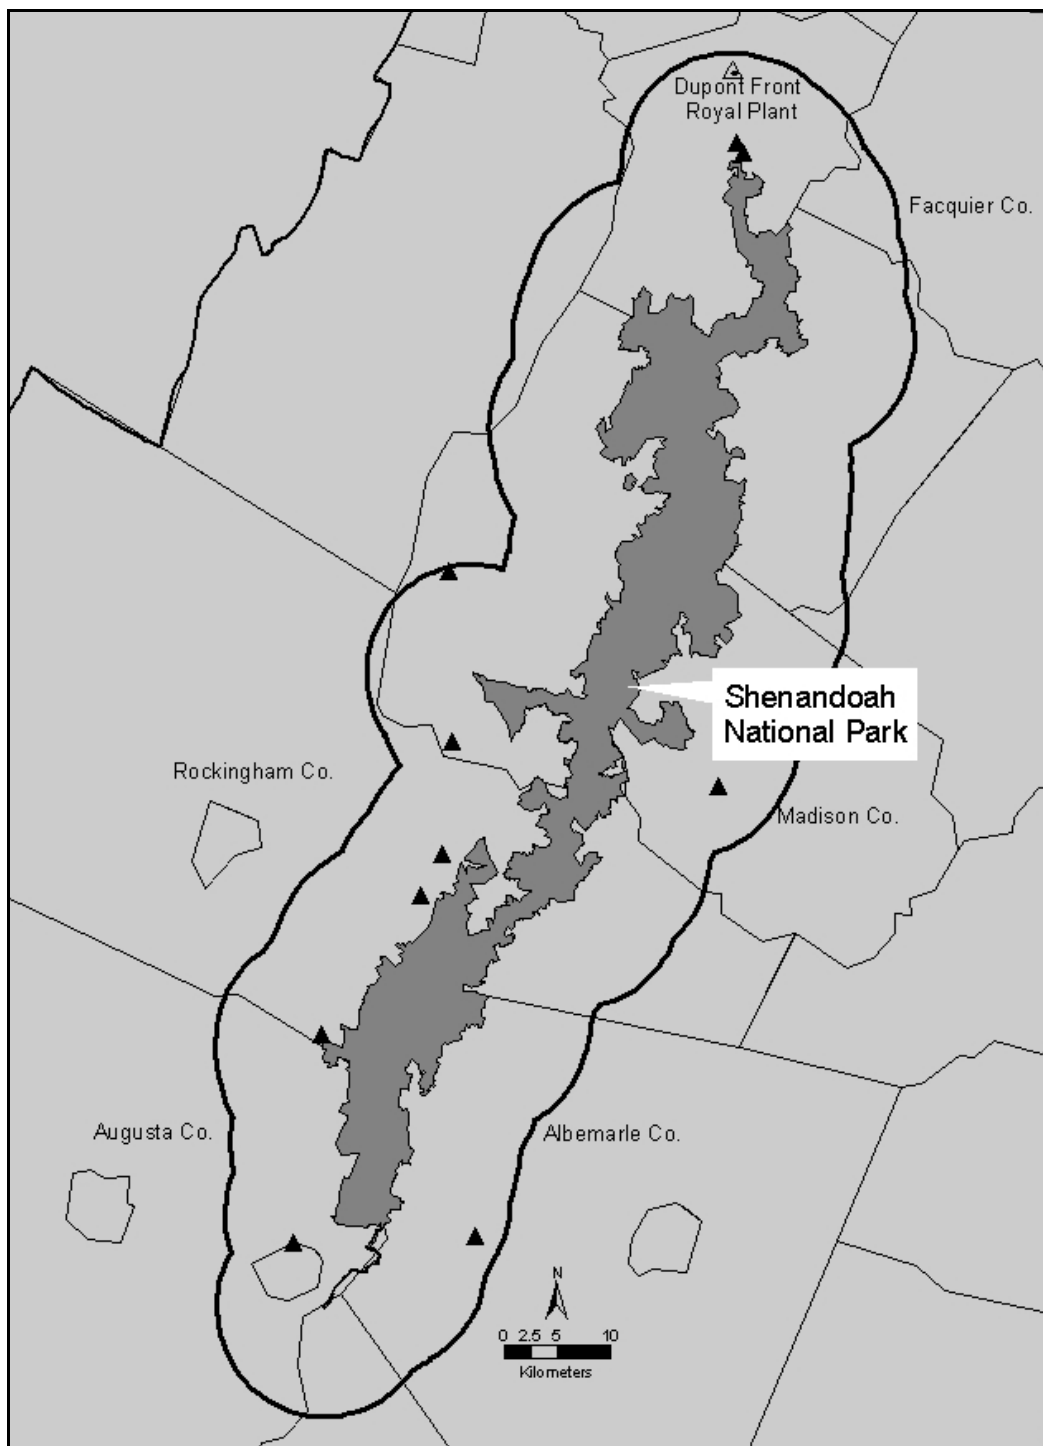 Dupont Front
Royal Plant
Facquier Co.
Shenandoah
National Park
Rockingham Co.
Madison Co.
Augusta Co.
Albemarle Co.
N
0 2.5 5 10
Kilometers